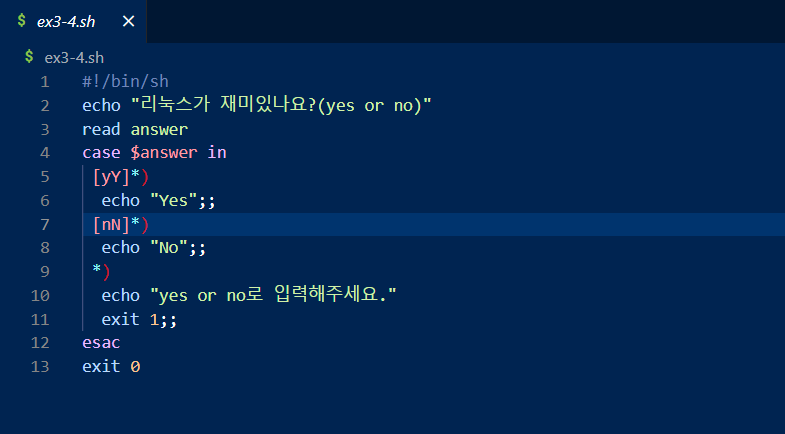 $ ex3-4.sh ×
$ ex3-4.sh
1 #!/bin/sh
2 echo "리눅스가 재미있나요?(yes or no)"
3 read answer
4 case $answer in
5 [yY]*)
6 echo "Yes";;
7 [nN]*)
8 echo "No";;
9 *)
10 echo "yes or no로 입력해주세요."
11 exit 1;;
12 esac
13 exit 0